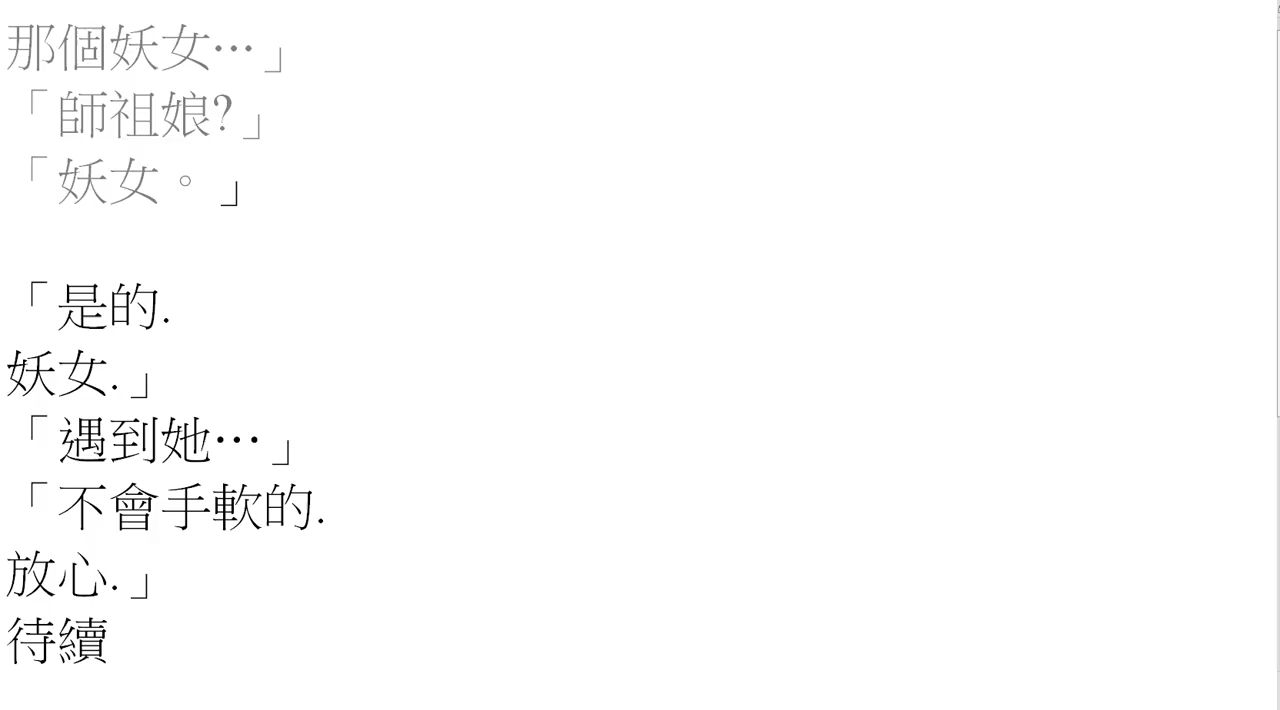 那個妖女…」
「師祖娘?」
「妖女。」
「是的.
妖女.」
「遇到她…」
「不會手軟的.
放心.」
待續